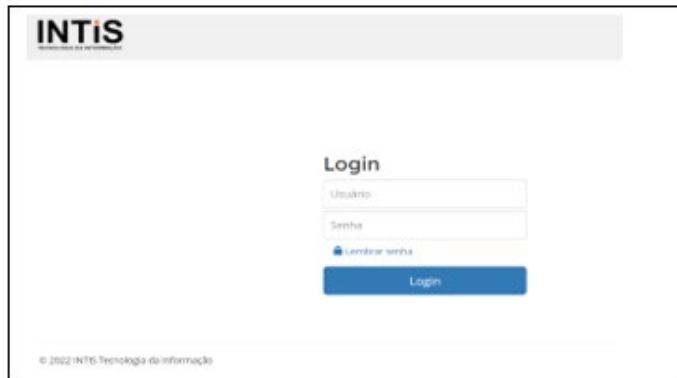 INTiS
TECNOLOGIA DA INFORMAÇÃO
Login
Usuário
Senha
Lembrar senha
Login
© 2022 INTIS Tecnologia da Informação